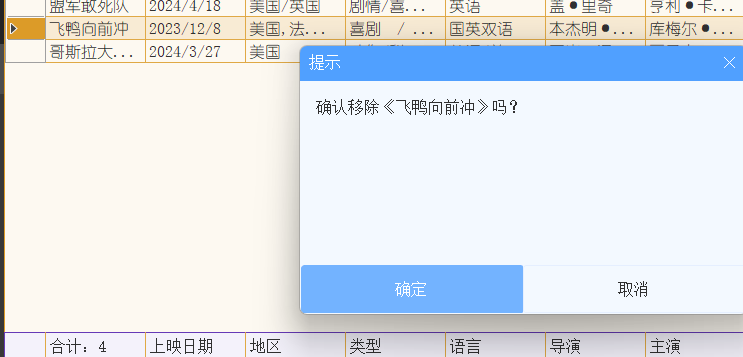 盟军敢死队 2024/4/18 美国/英国 剧情/喜... 英语 盖●里奇 亨利●卡...
飞鸭向前冲 2023/12/8 美国,法... 喜剧 /... 国英双语 本杰明●... 库梅尔●...
哥斯拉大... 2024/3/27 美国
提示
确认移除《飞鸭向前冲》吗?
确定 取消
合计: 4 上映日期 地区 类型 语言 导演 主演